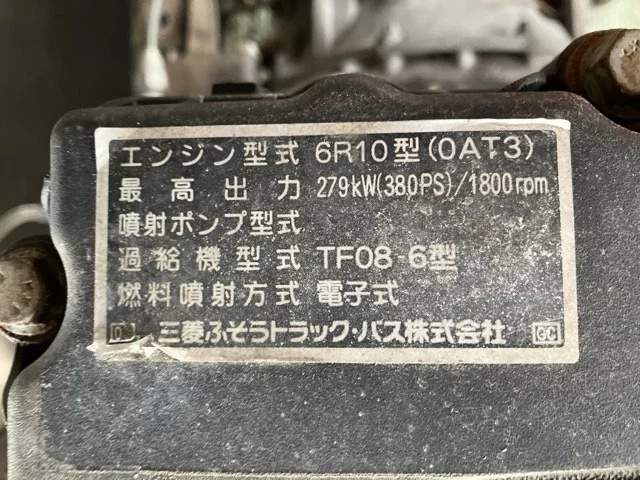 エンジン型式 6R10型(0AT3)
最高出力 279kW(380PS)/1800rpm
噴射ポンプ型式
過給機型式 TF08-6型
燃料噴射方式 電子式
三菱ふそうトラック・バス株式会社 GC